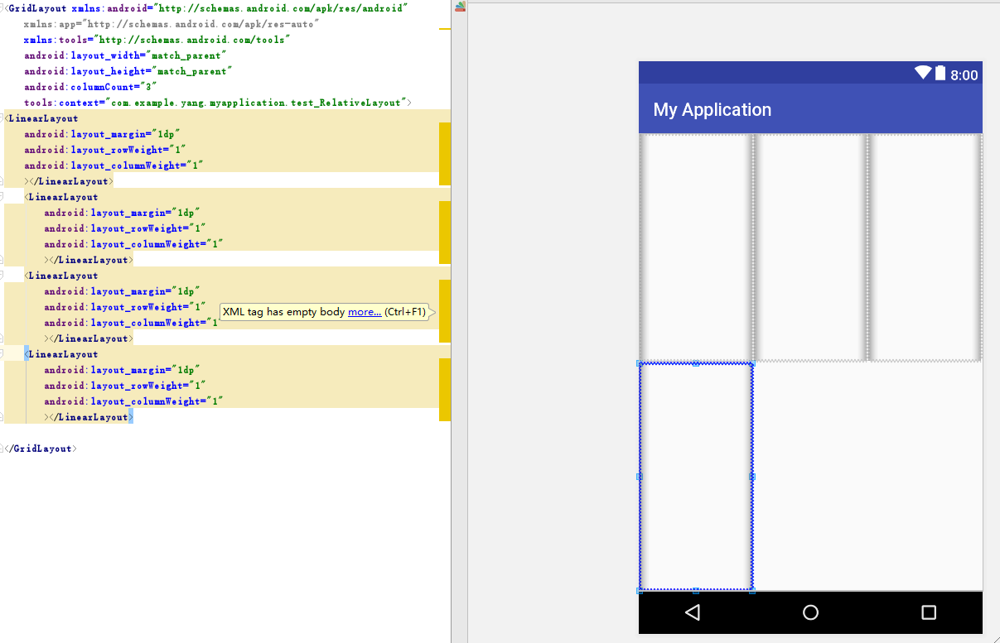 <GridLayout xmlns:android="http://schemas.android.com/apk/res/android"
xmlns:app="http://schemas.android.com/apk/res-auto"
xmlns:tools="http://schemas.android.com/tools"
android:layout_width="match_parent"
android:layout_height="match_parent"
android:columnCount="3"
tools:context="com.example.yang.myapplication.test_RelativeLayout">
<LinearLayout
android:layout_margin="1dp"
android:layout_rowWeight="1"
android:layout_columnWeight="1"
></LinearLayout>
<LinearLayout
android:layout_margin="1dp"
android:layout_rowWeight="1"
android:layout_columnWeight="1"
></LinearLayout>
<LinearLayout
android:layout_margin="1dp"
android:layout_rowWeight="1"
XML tag has empty body more... (Ctrl+F1)
android:layout_columnWeight="1"
></LinearLayout>
<LinearLayout
android:layout_margin="1dp"
android:layout_rowWeight="1"
android:layout_columnWeight="1"
></LinearLayout>
</GridLayout>
8:00
My Application